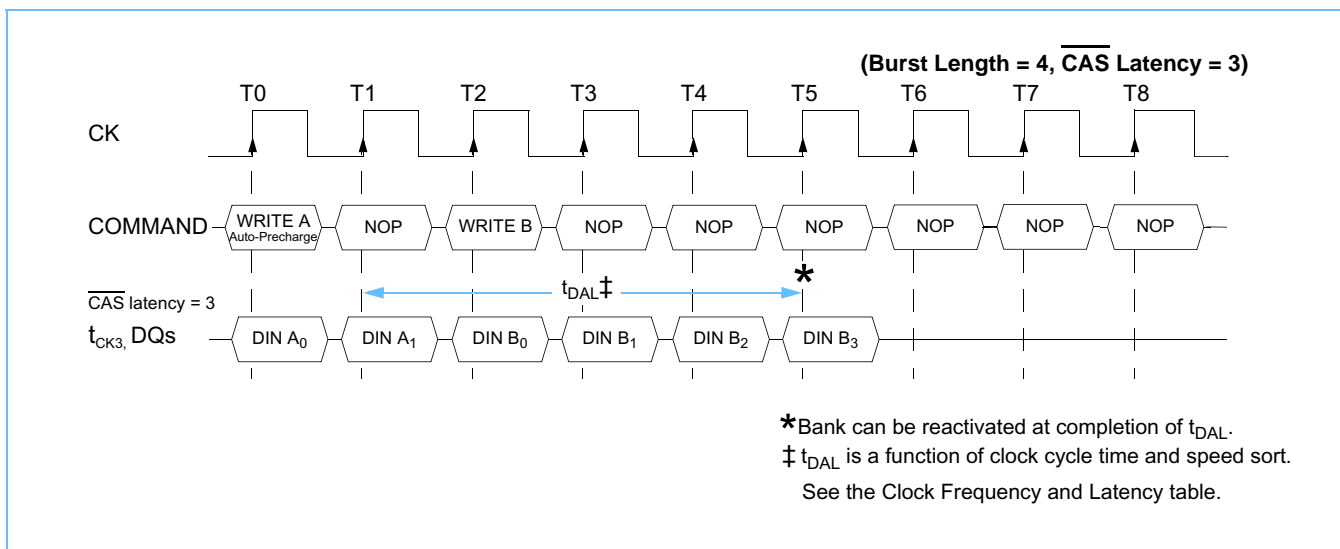 (Burst Length = 4, CAS Latency = 3)
T0 T1 T2 T3 T4 T5 T6 T7 T8
CK
COMMAND WRITE A Auto-Precharge NOP WRITE B NOP NOP NOP NOP NOP NOP
tDAL‡ *
CAS latency = 3
tCK3, DQs DIN A0 DIN A1 DIN B0 DIN B1 DIN B2 DIN B3
*Bank can be reactivated at completion of tDAL.
‡ tDAL is a function of clock cycle time and speed sort.
See the Clock Frequency and Latency table.